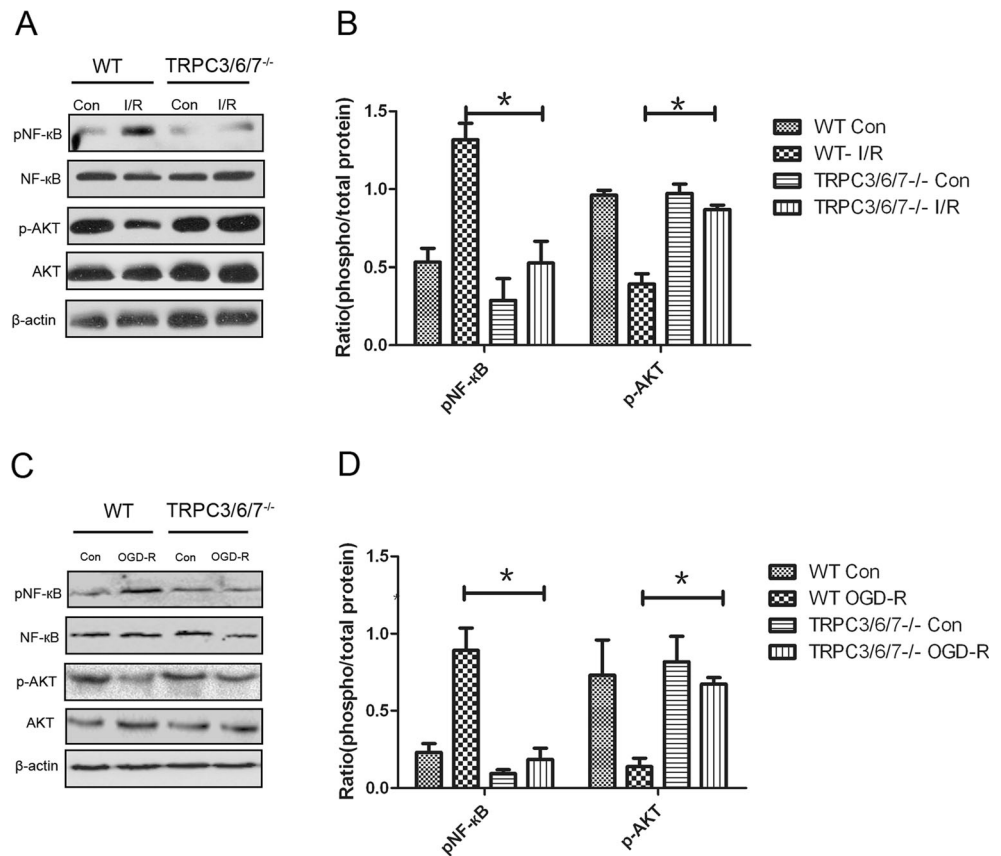 A
WT TRPC3/6/7-/-
Con I/R Con I/R
pNF-κB
NF-κB
p-AKT
AKT
β-actin
B
Ratio(phospho/total protein)
1.5
1.0
0.5
0.0
*
*
pNF-κB
p-AKT
WT Con
WT- I/R
TRPC3/6/7-/- Con
TRPC3/6/7-/- I/R
C
WT TRPC3/6/7-/-
Con OGD-R Con OGD-R
pNF-κB
NF-κB
p-AKT
AKT
β-actin
D
Ratio(phospho/total protein)
1.5
1.0
0.5
0.0
*
*
*
pNF-κB
p-AKT
WT Con
WT OGD-R
TRPC3/6/7-/- Con
TRPC3/6/7-/- OGD-R